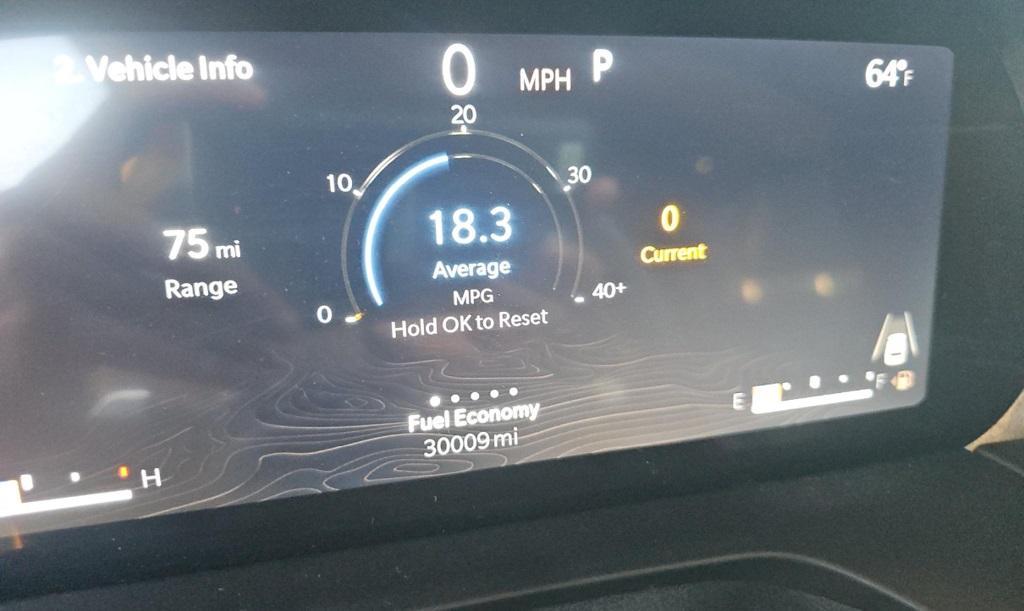 2. Vehicle Info
0 MPH P
64°F
20
10
30
18.3
Average
MPG
75 mi
Range
0
Current
0
40+
Hold OK to Reset
Fuel Economy
30009 mi
E
F
H